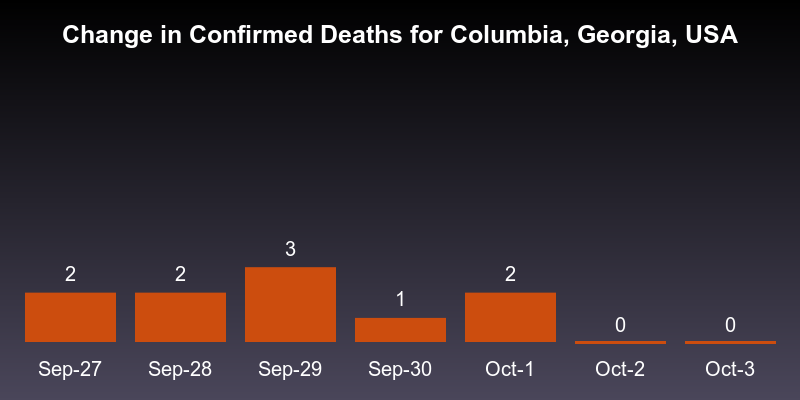 Change in Confirmed Deaths for Columbia, Georgia, USA
2 2 3 1 2 0 0
Sep-27 Sep-28 Sep-29 Sep-30 Oct-1 Oct-2 Oct-3